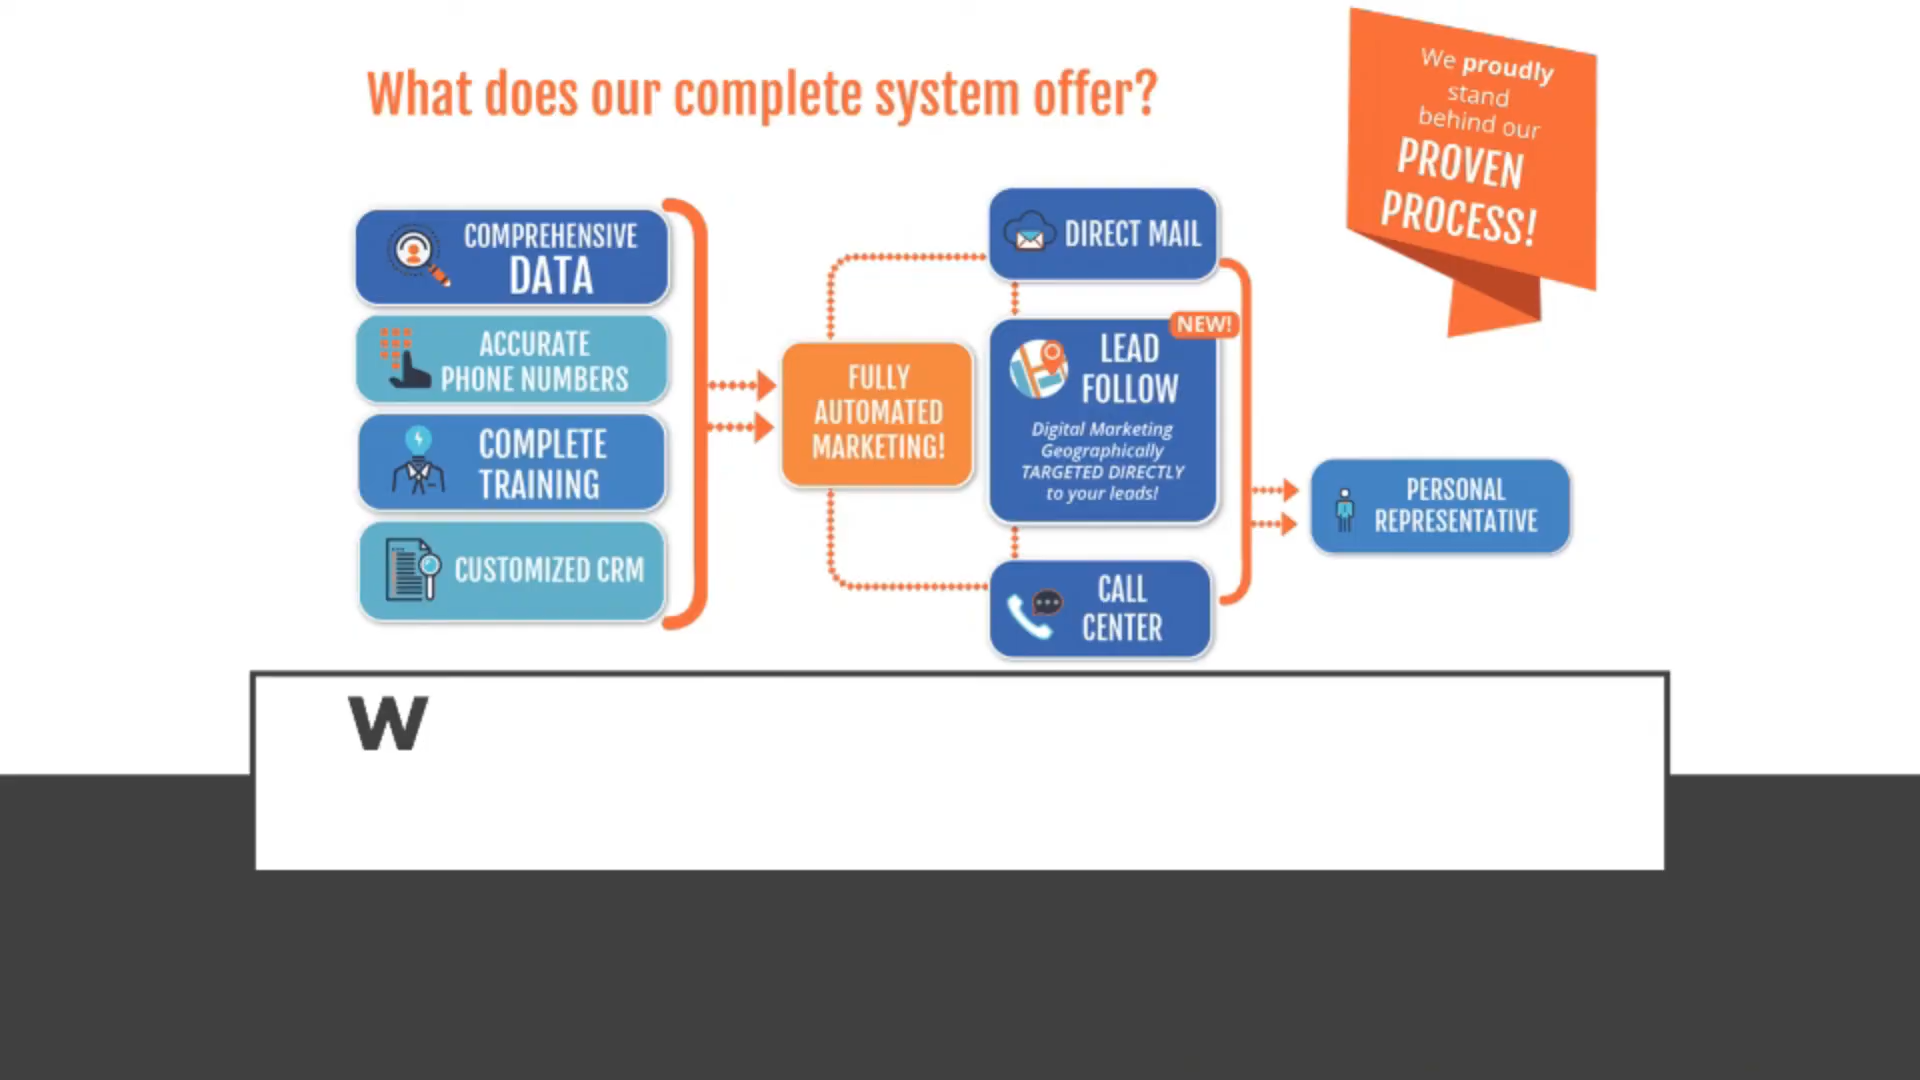 What does our complete system offer?
We proudly
stand
behind our
PROVEN
PROCESS!
COMPREHENSIVE
DATA
ACCURATE
PHONE NUMBERS
COMPLETE
TRAINING
CUSTOMIZED CRM
FULLY
AUTOMATED
MARKETING!
DIRECT MAIL
NEW!
LEAD
FOLLOW
Digital Marketing
Geographically
TARGETED DIRECTLY
to your leads!
CALL
CENTER
PERSONAL
REPRESENTATIVE
W